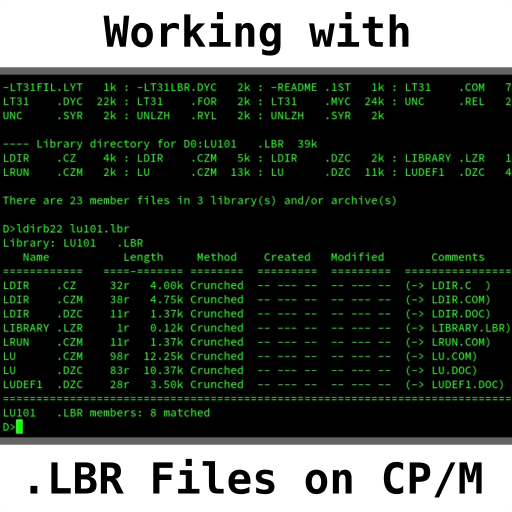 Working with
-LT31FIL.LYT   1k : -LT31LBR.DYC   2k : -README .1ST   1k : LT31    .COM   7
LT31    .DYC  22k : LT31    .FOR   2k : LT31    .MYC  24k : UNC     .REL   2
UNC     .SYR   2k : UNLZH   .RYL   2k : UNLZH   .SYR   2k
---- Library directory for D0:LU101   .LBR  39k
LDIR    .CZ    4k : LDIR    .CZM   5k : LDIR    .DZC   2k : LIBRARY .LZR   1
LRUN    .CZM   2k : LU      .CZM  13k : LU      .DZC  11k : LUDEF1  .DZC   4
There are 23 member files in 3 library(s) and/or archive(s)
D>ldirb22 lu101.lbr
Library: LU101   .LBR
   Name           Length     Method    Created   Modified      Comments
============   ====-======= ========  ========= =========  =================
LDIR    .CZ     32r   4.00k Crunched  -- --- --  -- --- --  (-> LDIR.C  )
LDIR    .CZM    38r   4.75k Crunched  -- --- --  -- --- --  (-> LDIR.COM)
LDIR    .DZC    11r   1.37k Crunched  -- --- --  -- --- --  (-> LDIR.DOC)
LIBRARY .LZR     1r   0.12k Crunched  -- --- --  -- --- --  (-> LIBRARY.LBR)
LRUN    .CZM    11r   1.37k Crunched  -- --- --  -- --- --  (-> LRUN.COM)
LU      .CZM    98r  12.25k Crunched  -- --- --  -- --- --  (-> LU.COM)
LU      .DZC    83r  10.37k Crunched  -- --- --  -- --- --  (-> LU.DOC)
LUDEF1  .DZC    28r   3.50k Crunched  -- --- --  -- --- --  (-> LUDEF1.DOC)
============================================================================
LU101   .LBR members: 8 matched
D>
.LBR Files on CP/M